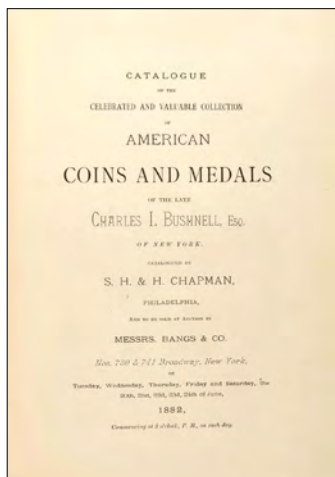 CATALOGUE
OF THE
CELEBRATED AND VALUABLE COLLECTION
OF
AMERICAN
COINS AND MEDALS
OF THE LATE
CHARLES I. BUSHNELL, ESQ.
OF NEW YORK.
CATALOGUED BY
S. H. & H. CHAPMAN,
PHILADELPHIA,
AND TO BE SOLD AT AUCTION BY
MESSRS. BANGS & CO.
Nos. 739 & 741 Broadway, New York,
ON
Tuesday, Wednesday, Thursday, Friday and Saturday, the
20th, 21st, 22d, 23d, 24th of June,
1882,
Commencing at 2 o'clock, P. M., on each day.